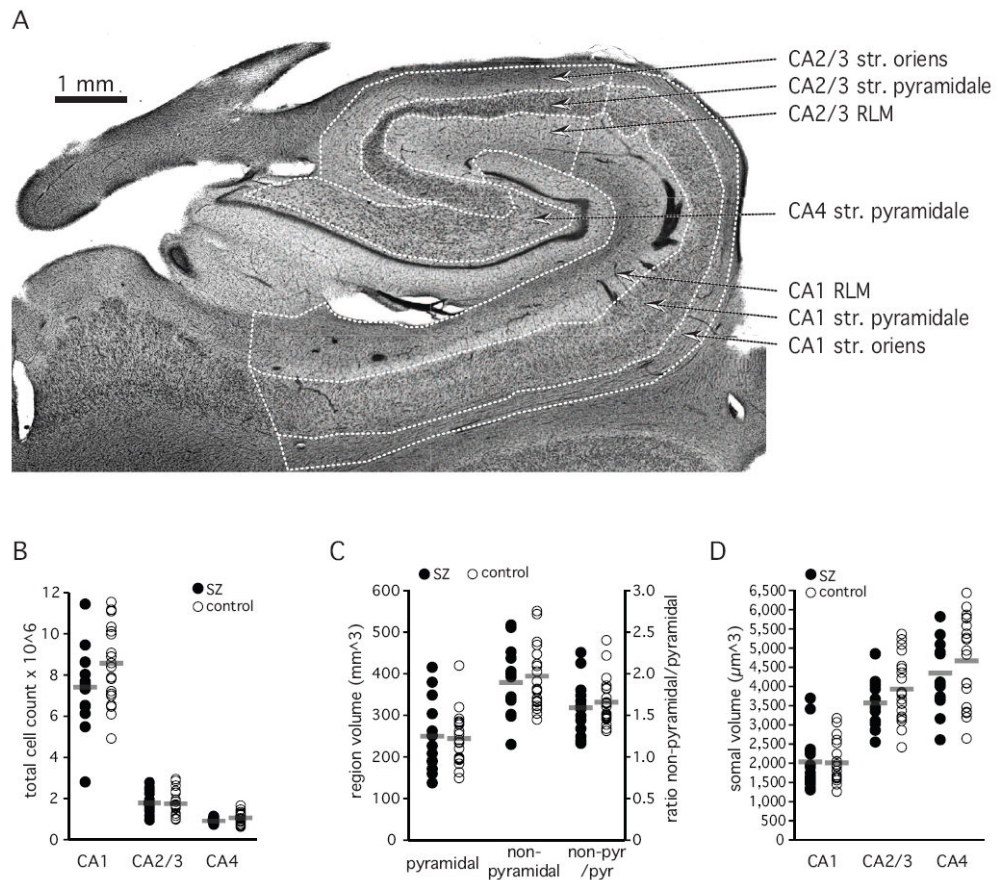 A
1 mm
CA2/3 str. oriens
CA2/3 str. pyramidale
CA2/3 RLM
CA4 str. pyramidale
CA1 RLM
CA1 str. pyramidale
CA1 str. oriens
B
total cell count x 10^6
12
10
8
6
4
2
0
SZ
control
CA1
CA2/3
CA4
C
SZ
control
region volume (mm^3)
600
500
400
300
200
100
0
3.0
2.5
2.0
1.5
1.0
0.5
0
ratio non-pyramidal/pyramidal
pyramidal
non-
pyramidal
non-pyr
/pyr
D
SZ
control
somal volume (µm^3)
6,500
6,500
5,500
5,000
4,500
4,000
3,500
3,000
2,500
2,000
1,500
1,000
500
0
CA1
CA2/3
CA4